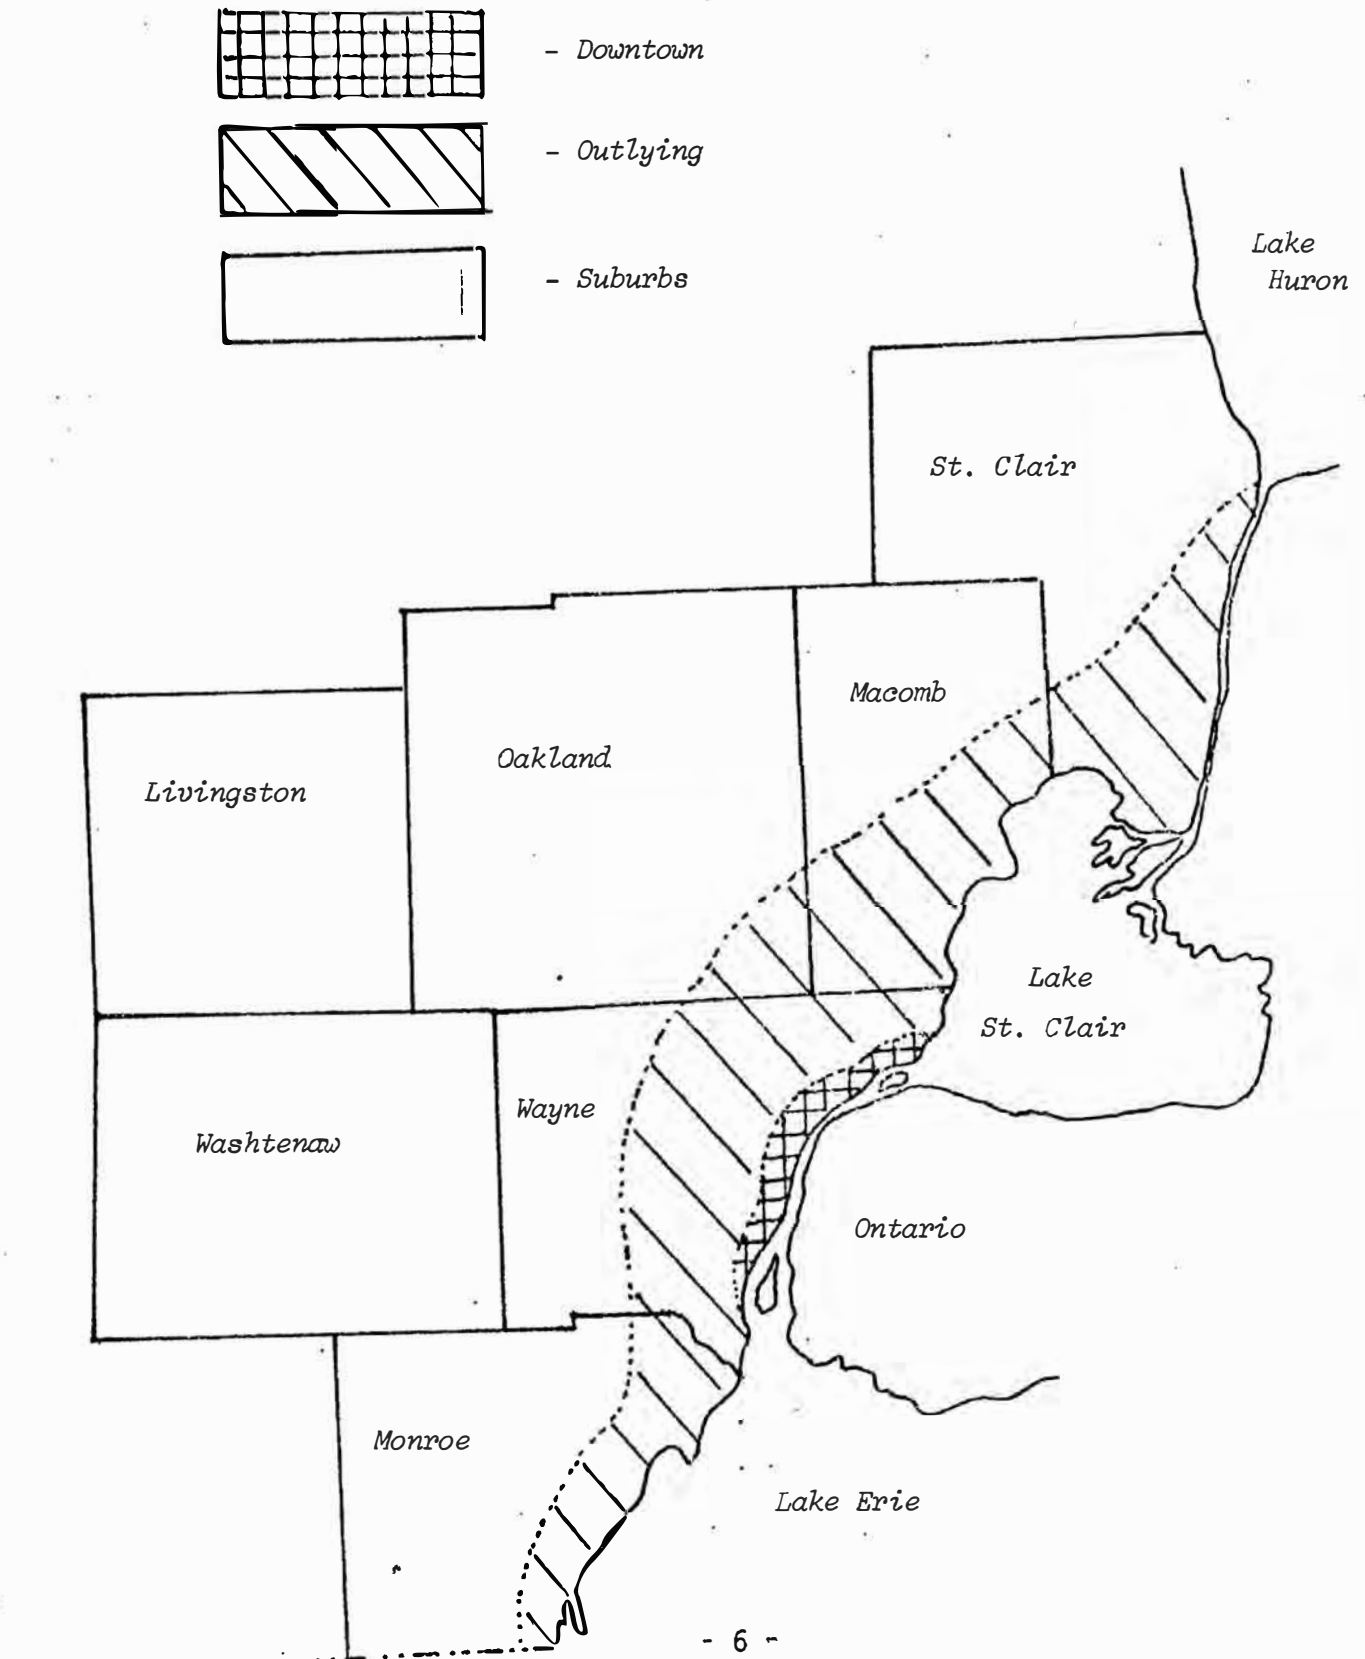 - Downtown
- Outlying
- Suburbs
Lake
Huron
St. Clair
Macomb
Oakland
Livingston
Lake
St. Clair
Wayne
Washtenaw
Ontario
Monroe
Lake Erie
- 6 -